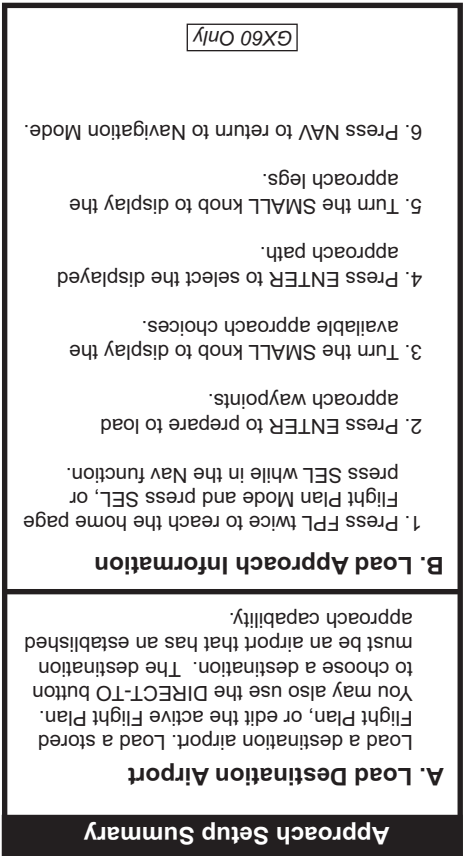 Approach Setup Summary
A. Load Destination Airport
Load a destination airport. Load a stored
Flight Plan, or edit the active Flight Plan.
You may also use the DIRECT-TO button
to choose a destination. The destination
must be an airport that has an established
approach capability.
B. Load Approach Information
1. Press FPL twice to reach the home page
Flight Plan Mode and press SEL, or
press SEL while in the Nav function.
2. Press ENTER to prepare to load
approach waypoints.
3. Turn the SMALL knob to display the
available approach choices.
4. Press ENTER to select the displayed
approach path.
5. Turn the SMALL knob to display the
approach legs.
6. Press NAV to return to Navigation Mode.
GX60 Only